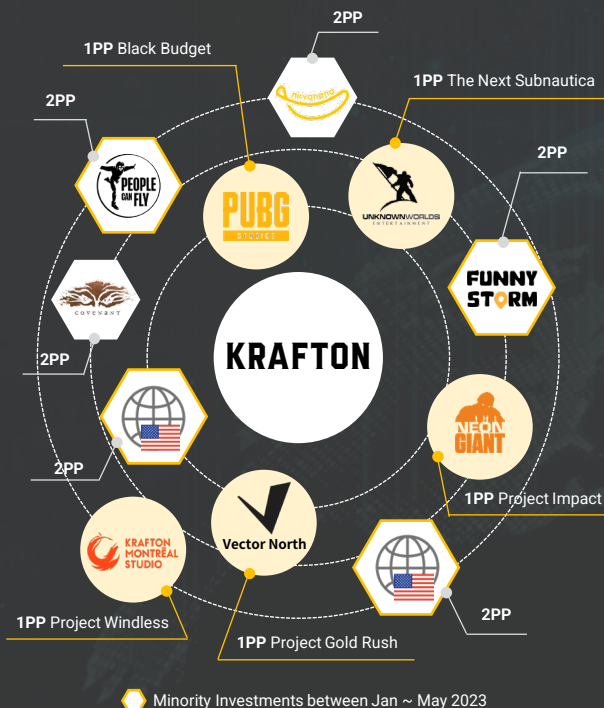 2PP
1PP Black Budget
1PP The Next Subnautica
nirvanana
2PP
2PP
PEOPLE
CAN
FLY
PUBG
STUDIOS
UNKNOWNWORLDS
ENTERTAINMENT
FUNNY
STORM
COVENANT
KRAFTON
2PP
NEON
GIANT
2PP
1PP Project Impact
KRAFTON
MONTRÉAL
STUDIO
Vector North
2PP
1PP Project Windless
1PP Project Gold Rush
Minority Investments between Jan ~ May 2023